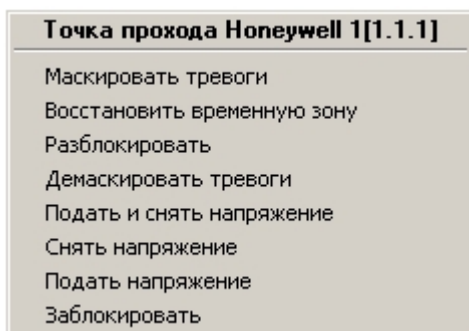 Точка прохода Honeywell 1[1.1.1]
Маскировать тревоги
Восстановить временную зону
Разблокировать
Демаскировать тревоги
Подать и снять напряжение
Снять напряжение
Подать напряжение
Заблокировать